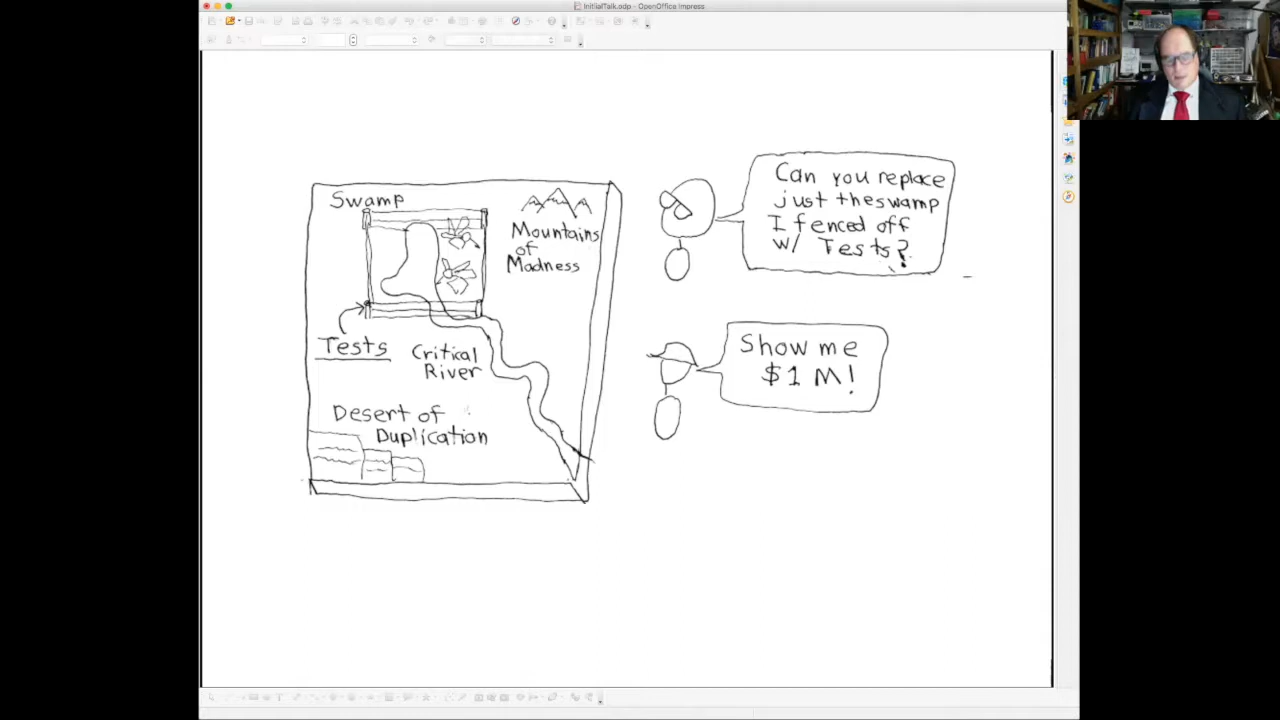 InitialTalk.odp - OpenOffice Impress
Swamp
Mountains
of
Madness
Tests
Critical
River
Desert of
Duplication
Can you replace
just the swamp
I fenced off
w/ Tests?
Show me
$1 M!